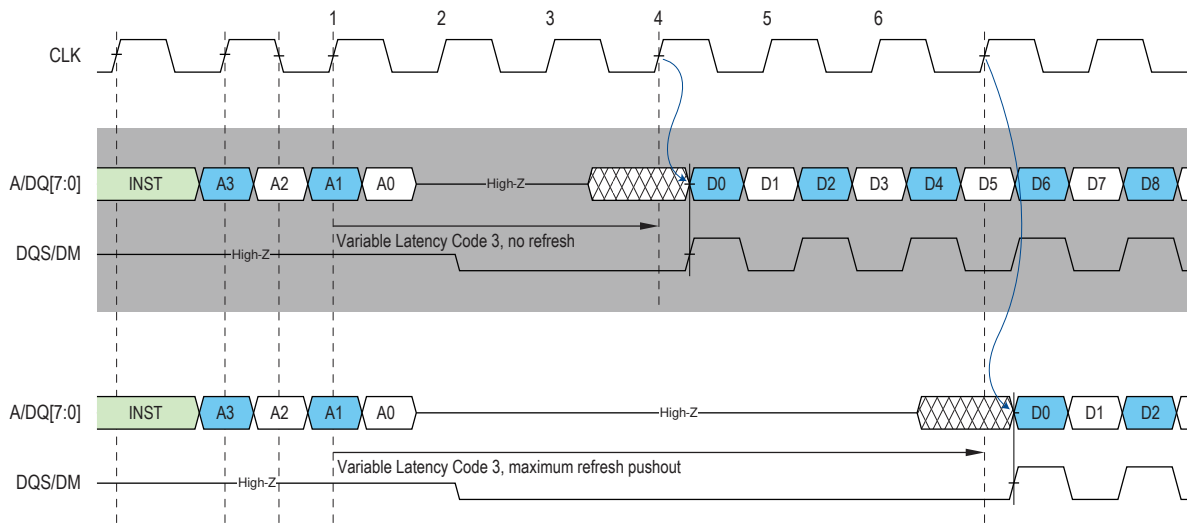 1 2 3 4 5 6
CLK
A/DQ[7:0] INST A3 A2 A1 A0 High-Z D0 D1 D2 D3 D4 D5 D6 D7 D8
Variable Latency Code 3, no refresh
DQS/DM High-Z
A/DQ[7:0] INST A3 A2 A1 A0 High-Z D0 D1 D2
Variable Latency Code 3, maximum refresh pushout
DQS/DM High-Z